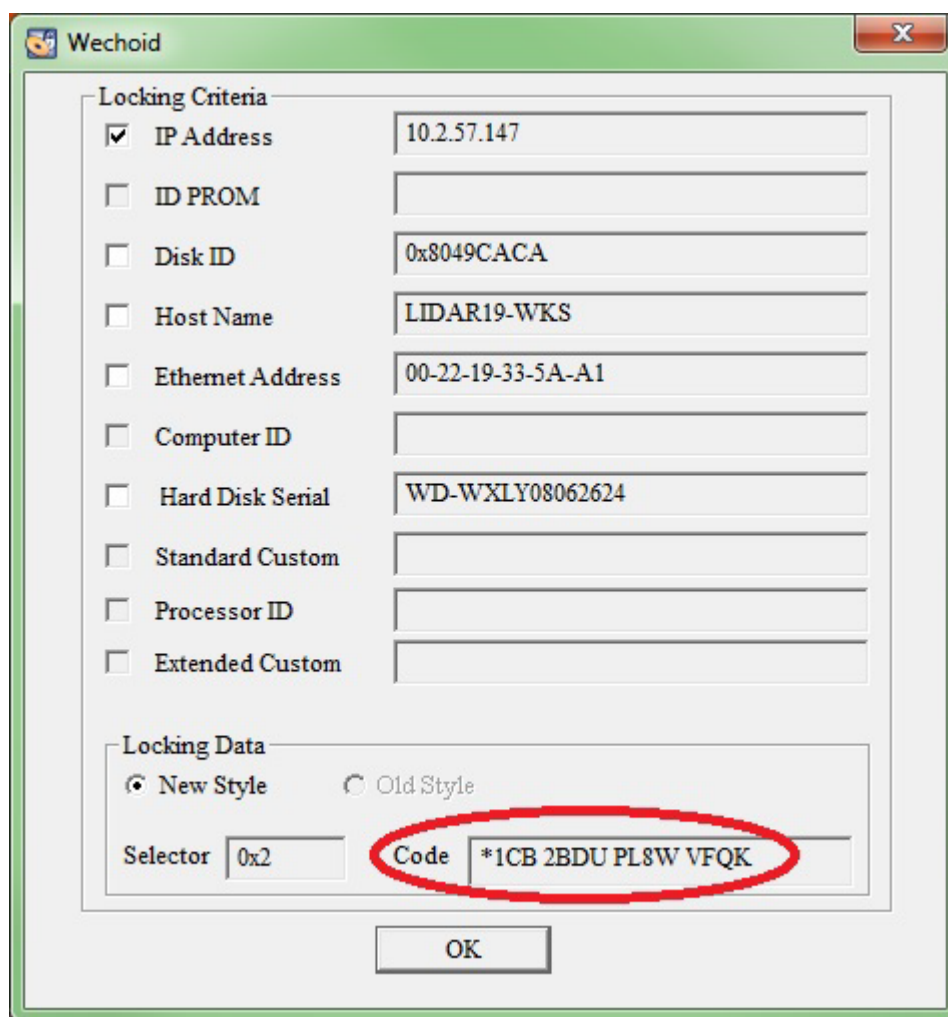 Wechoid
Locking Criteria
IP Address 10.2.57.147
ID PROM
Disk ID 0x8049CACA
Host Name LIDAR19-WKS
Ethernet Address 00-22-19-33-5A-A1
Computer ID
Hard Disk Serial WD-WXLY08062624
Standard Custom
Processor ID
Extended Custom
Locking Data
New Style Old Style
Selector 0x2 Code *1CB 2BDU PL8W VFQK
OK